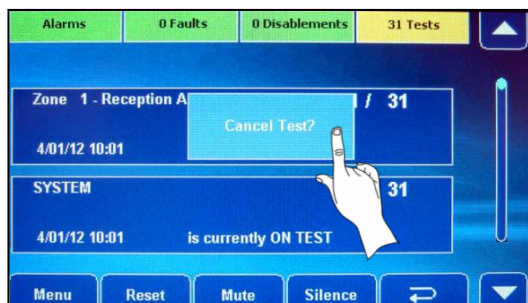 Alarms 0 Faults 0 Disablements 31 Tests
Zone 1 - Reception A / 31
Cancel Test?
4/01/12 10:01
SYSTEM 31
4/01/12 10:01 is currently ON TEST
Menu Reset Mute Silence